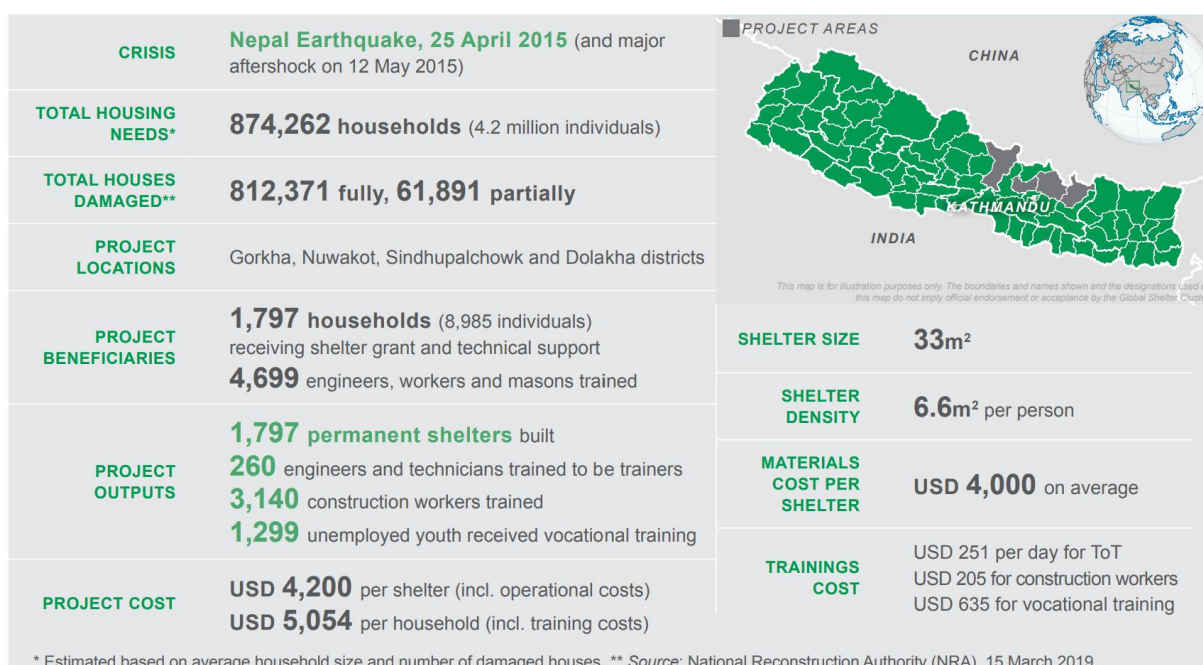 CRISIS
Nepal Earthquake, 25 April 2015 (and major
aftershock on 12 May 2015)
TOTAL HOUSING
NEEDS*
874,262 households (4.2 million individuals)
TOTAL HOUSES
DAMAGED**
812,371 fully, 61,891 partially
PROJECT
LOCATIONS
Gorkha, Nuwakot, Sindhupalchowk and Dolakha districts
PROJECT
BENEFICIARIES
1,797 households (8,985 individuals)
receiving shelter grant and technical support
4,699 engineers, workers and masons trained
PROJECT
OUTPUTS
1,797 permanent shelters built
260 engineers and technicians trained to be trainers
3,140 construction workers trained
1,299 unemployed youth received vocational training
PROJECT COST
USD 4,200 per shelter (incl. operational costs)
USD 5,054 per household (incl. training costs)
PROJECT AREAS
CHINA
KATHMANDU
INDIA
This map is for illustration purposes only. The boundaries and names shown and the designations used
this map do not imply official endorsement or acceptance by the Global Shelter Cluste
SHELTER SIZE
33m²
SHELTER
DENSITY
6.6m² per person
MATERIALS
COST PER
SHELTER
USD 4,000 on average
TRAININGS
COST
USD 251 per day for ToT
USD 205 for construction workers
USD 635 for vocational training
* Estimated based on average household size and number of damaged houses. ** Source: National Reconstruction Authority (NRA), 15 March 2019